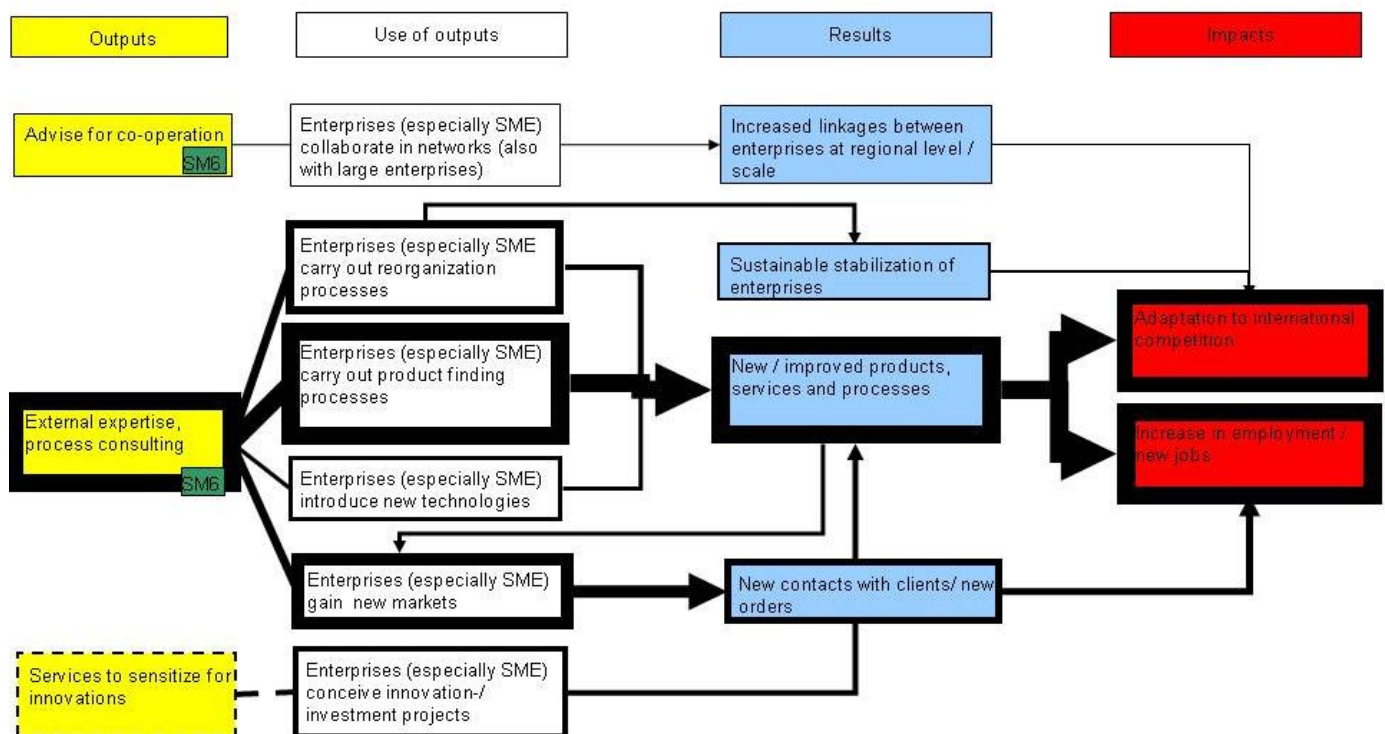 Outputs
Use of outputs
Results
Impacts
Advise for co-operation
SM6
Enterprises (especially SME)
collaborate in networks (also
with large enterprises)
Increased linkages between
enterprises at regional level /
scale
Enterprises (especially SME
carry out reorganization
processes
Sustainable stabilization of
enterprises
Enterprises (especially SME)
carry out product finding
processes
New / improved products,
services and processes
Adaptation to international
competition
External expertise,
process consulting
SM6
Increase in employment /
new jobs
Enterprises (especially SME)
introduce new technologies
Enterprises (especially SME)
gain new markets
New contacts with clients/ new
orders
Services to sensitize for
innovations
Enterprises (especially SME)
conceive innovation-/
investment projects